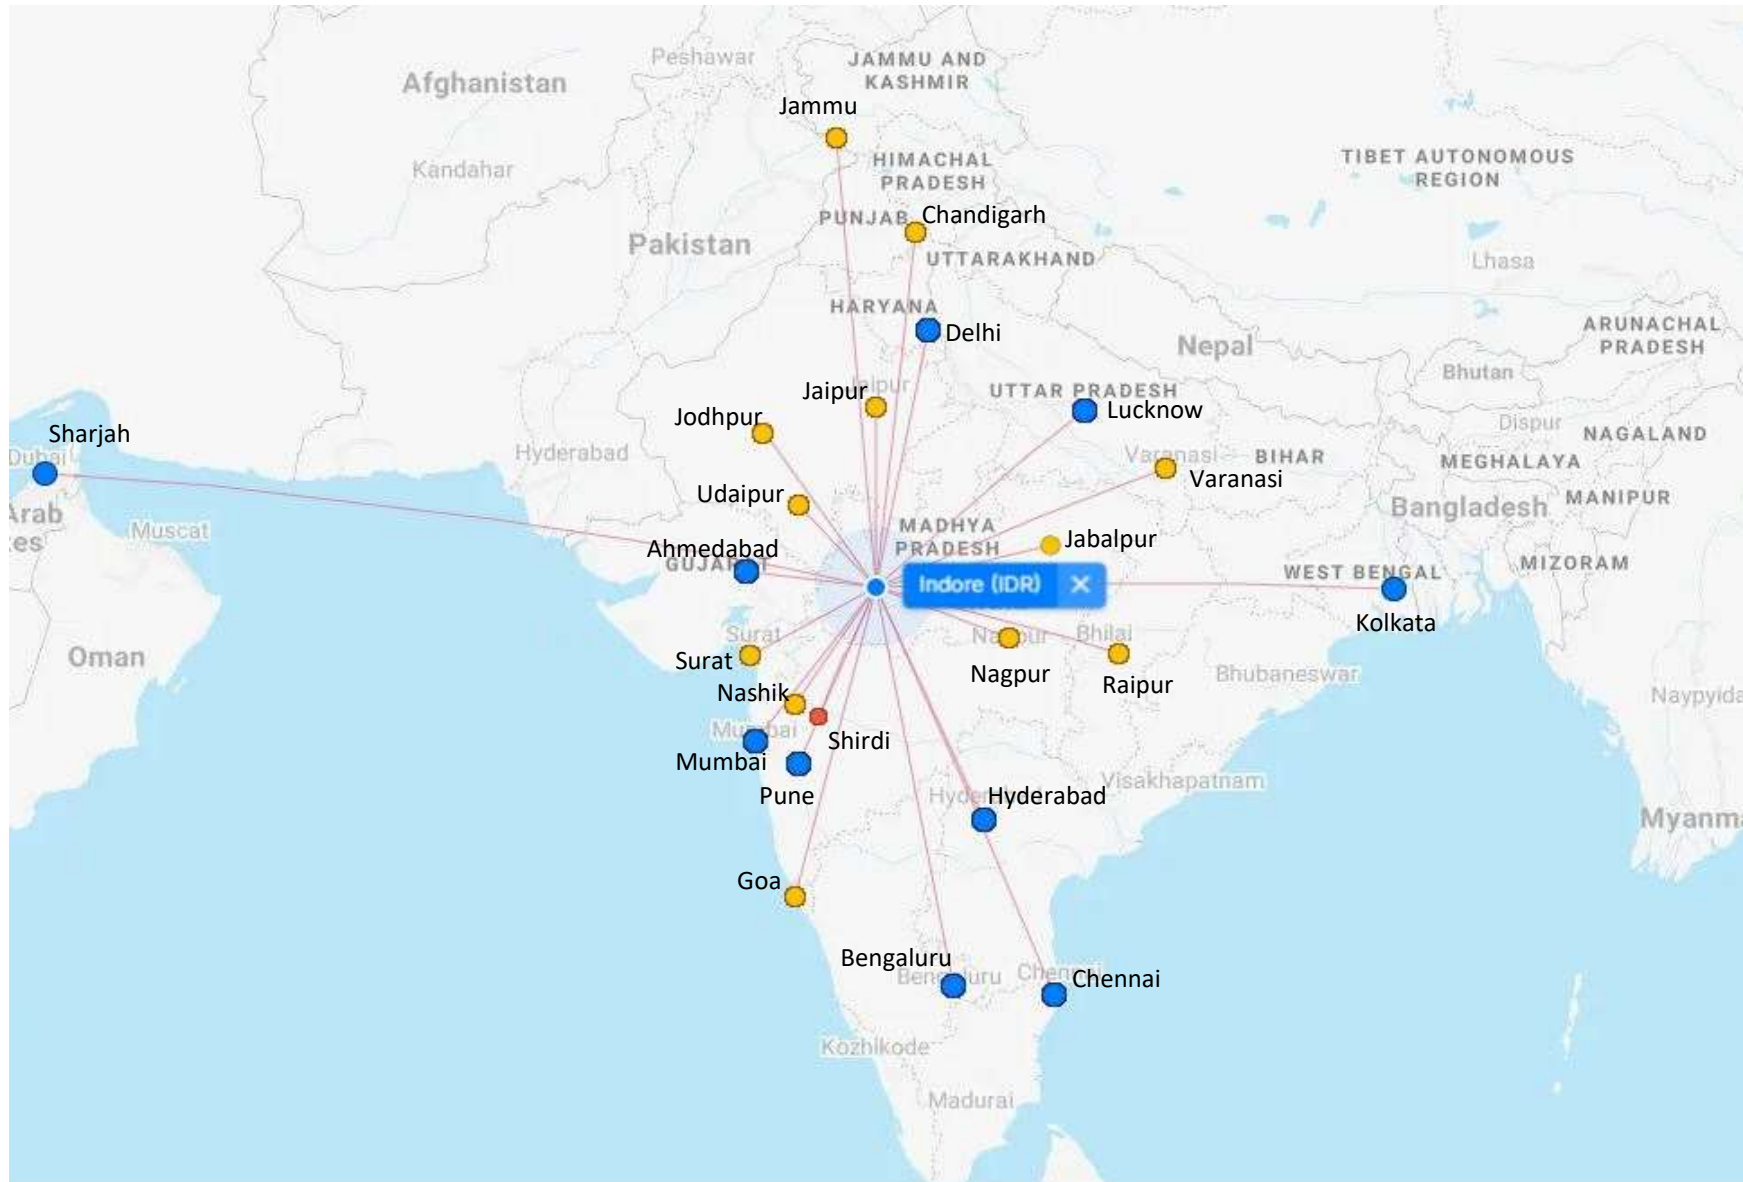 Peshawar
JAMMU AND
KASHMIR
Afghanistan
Jammu
Kandahar
HIMACHAL
PRADESH
TIBET AUTONOMOUS
REGION
PUNJAB
Chandigarh
Pakistan
UTTARAKHAND
Lhasa
HARYANA
Delhi
Nepal
ARUNACHAL
PRADESH
Bhutan
Jaipur
UTTAR PRADESH
Lucknow
Jodhpur
Dispur
NAGALAND
Sharjah
Dubai
Hyderabad
Varanasi
BIHAR
MEGHALAYA
Varanasi
Udaipur
Bangladesh
MANIPUR
Arab
es
Muscat
MADHYA
PRADESH
Jabalpur
Ahmedabad
GUJARAT
MIZORAM
WEST BENGAL
Indore (IDR) ✕
Kolkata
Surat
Bhilai
Oman
Surat
Nagpur
Raipur
Bhubaneswar
Nashik
Naypyida
Mumbai
Shirdi
Mumbai
Pune
Visakhapatnam
Hyderabad
Myanm
Goa
Bengaluru
Bengaluru
Chennai
Chennai
Kozhikode
Madurai